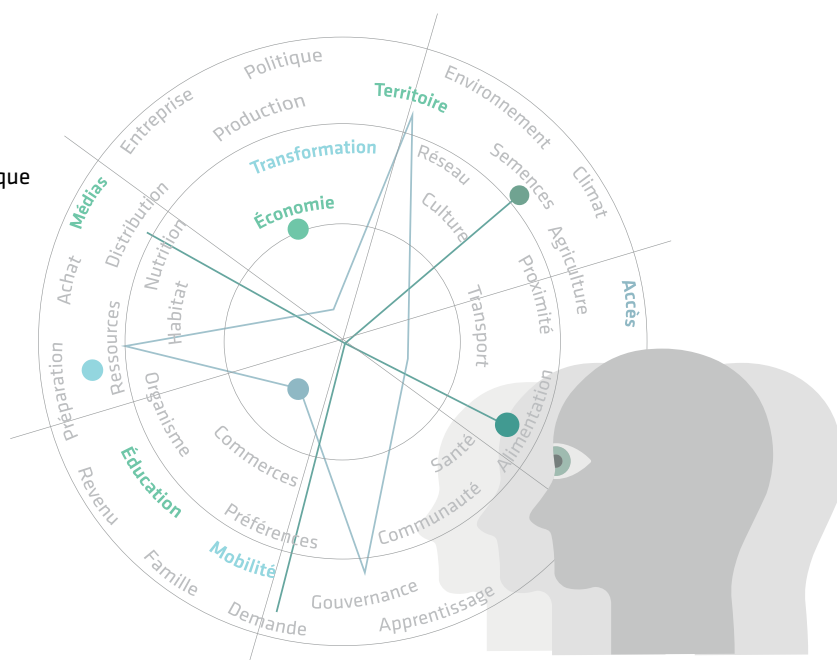 Politique
Environnement
Entreprise
Territoire
Production
Transformation
Réseau
Semences
que
Climat
Médias
Distribution
Économie
Culture
Nutrition
Agriculture
Achat
Habitat
Proximité
Accès
Ressources
Transport
Préparation
Organisme
Alimentation
Commerces
Santé
Éducation
Revenu
Préférences
Communauté
Mobilité
Famille
Gouvernance
Demande
Apprentissage